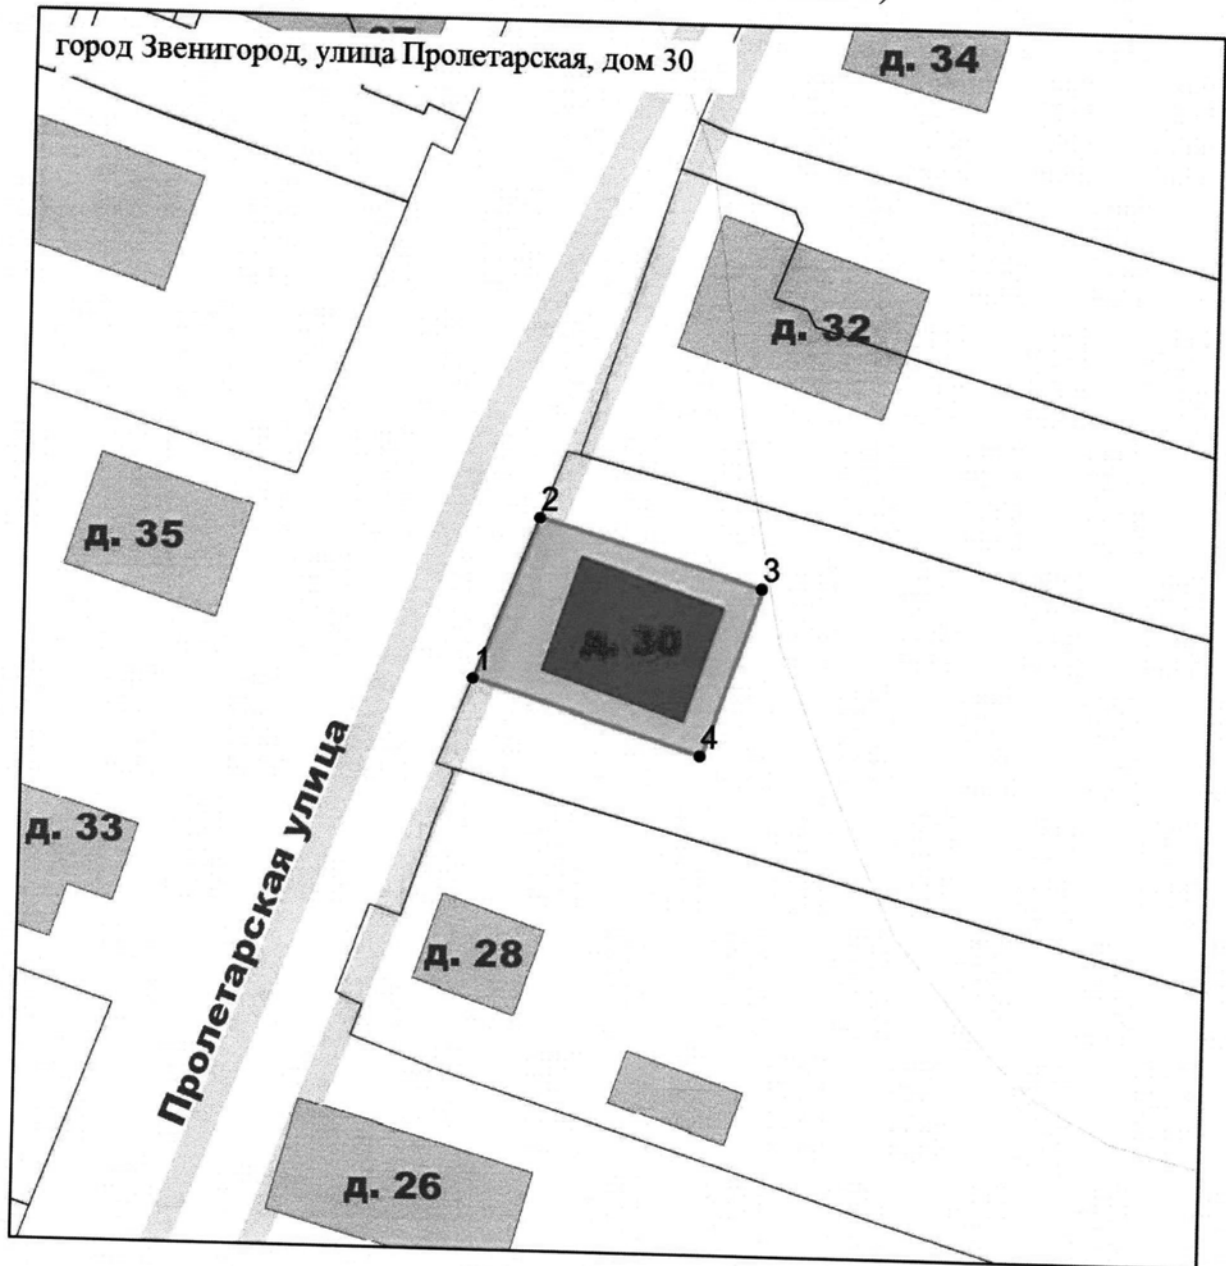 город Звенигород, улица Пролетарская, дом 30
д. 34
д. 32
2
д. 35
3
д. 30
1
4
Пролетарская улица
д. 33
д. 28
д. 26